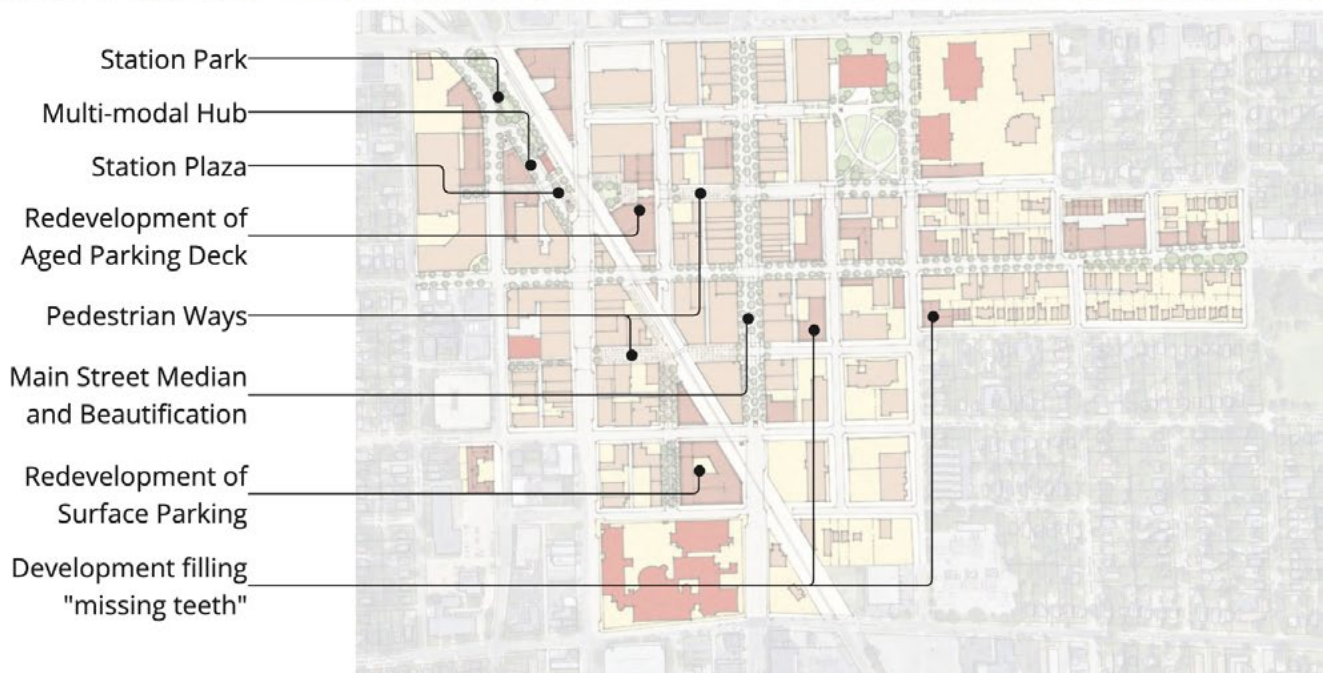 Station Park
Multi-modal Hub
Station Plaza
Redevelopment of
Aged Parking Deck
Pedestrian Ways
Main Street Median
and Beautification
Redevelopment of
Surface Parking
Development filling
"missing teeth"